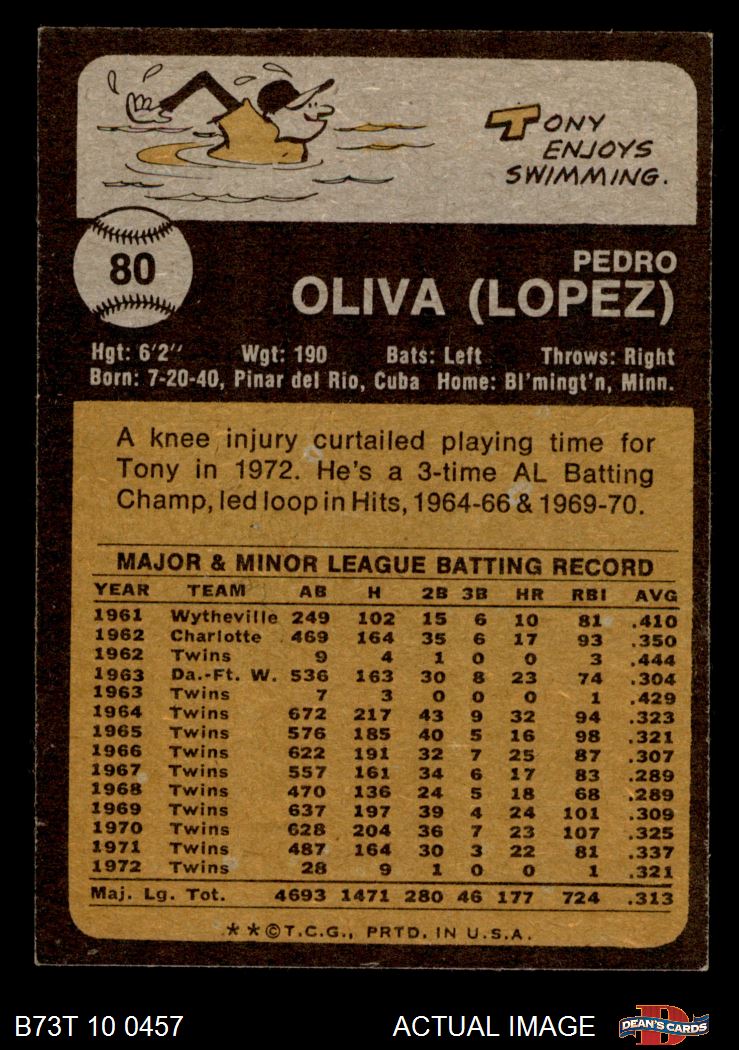 TONY
ENJOYS
SWIMMING.
80
PEDRO
OLIVA (LOPEZ)
Hgt: 6'2" Wgt: 190 Bats: Left Throws: Right
Born: 7-20-40, Pinar del Rio, Cuba Home: Bl'mingt'n, Minn.
A knee injury curtailed playing time for
Tony in 1972. He's a 3-time AL Batting
Champ, led loop in Hits, 1964-66 & 1969-70.
MAJOR & MINOR LEAGUE BATTING RECORD
YEAR TEAM AB H 2B 3B HR RBI AVG
1961 Wytheville 249 102 15 6 10 81 .410
1962 Charlotte 469 164 35 6 17 93 .350
1962 Twins 9 4 1 0 0 3 .444
1963 Da.-Ft. W. 536 163 30 8 23 74 .304
1963 Twins 7 3 0 0 0 1 .429
1964 Twins 672 217 43 9 32 94 .323
1965 Twins 576 185 40 5 16 98 .321
1966 Twins 622 191 32 7 25 87 .307
1967 Twins 557 161 34 6 17 83 .289
1968 Twins 470 136 24 5 18 68 .289
1969 Twins 637 197 39 4 24 101 .309
1970 Twins 628 204 36 7 23 107 .325
1971 Twins 487 164 30 3 22 81 .337
1972 Twins 28 9 1 0 0 1 .321
Maj. Lg. Tot. 4693 1471 280 46 177 724 .313
**©T.C.G., PRTD. IN U.S.A.
B73T 10 0457 ACTUAL IMAGE D DEAN'S CARDS